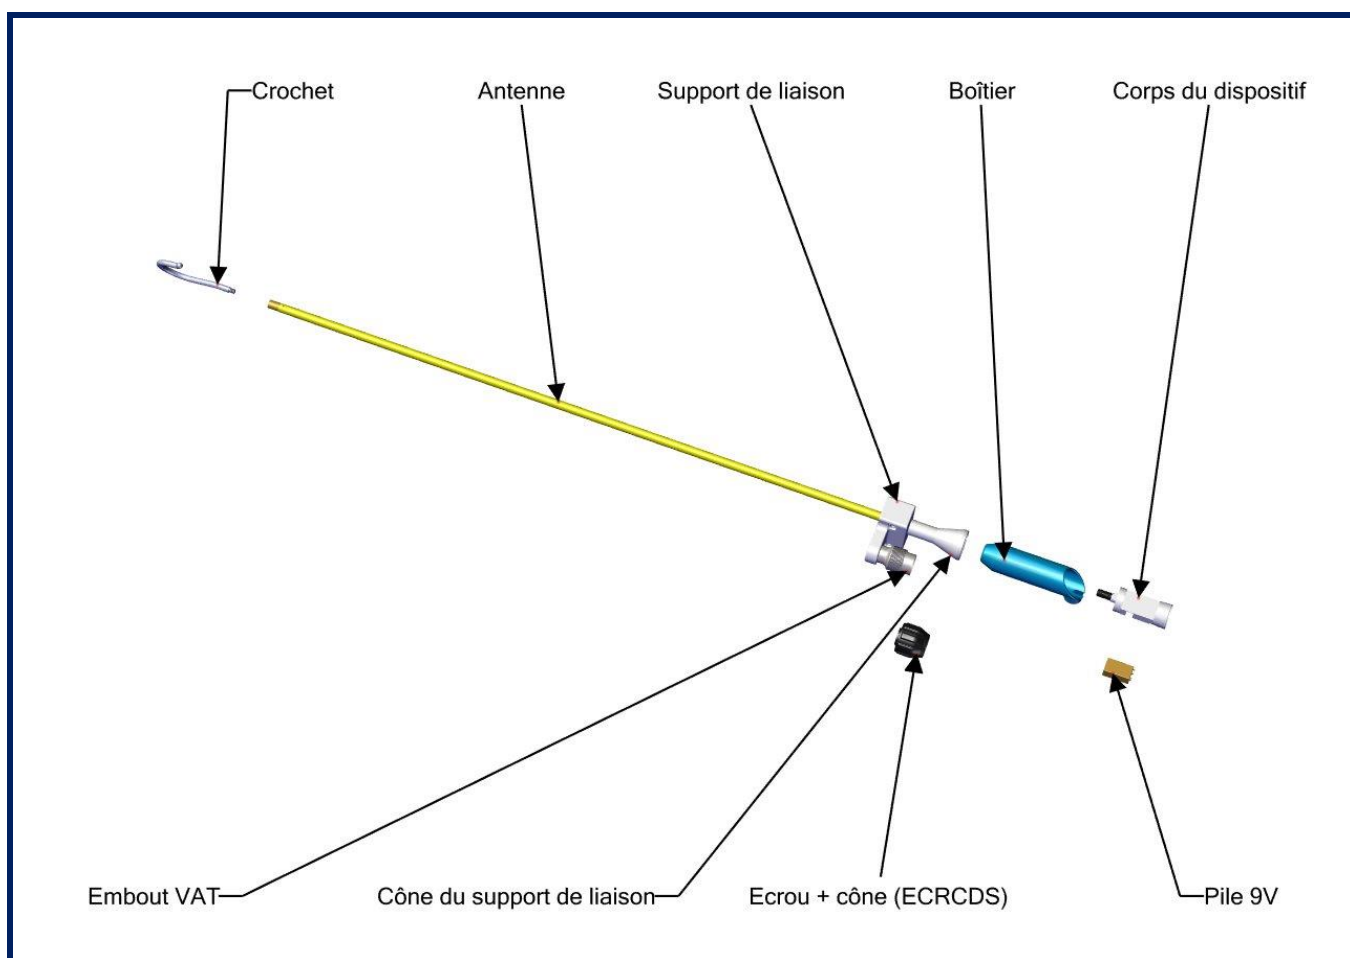 Crochet
Antenne
Support de liaison
Boîtier
Corps du dispositif
Embout VAT
Cône du support de liaison
Ecrou + cône (ECRCDS)
Pile 9V